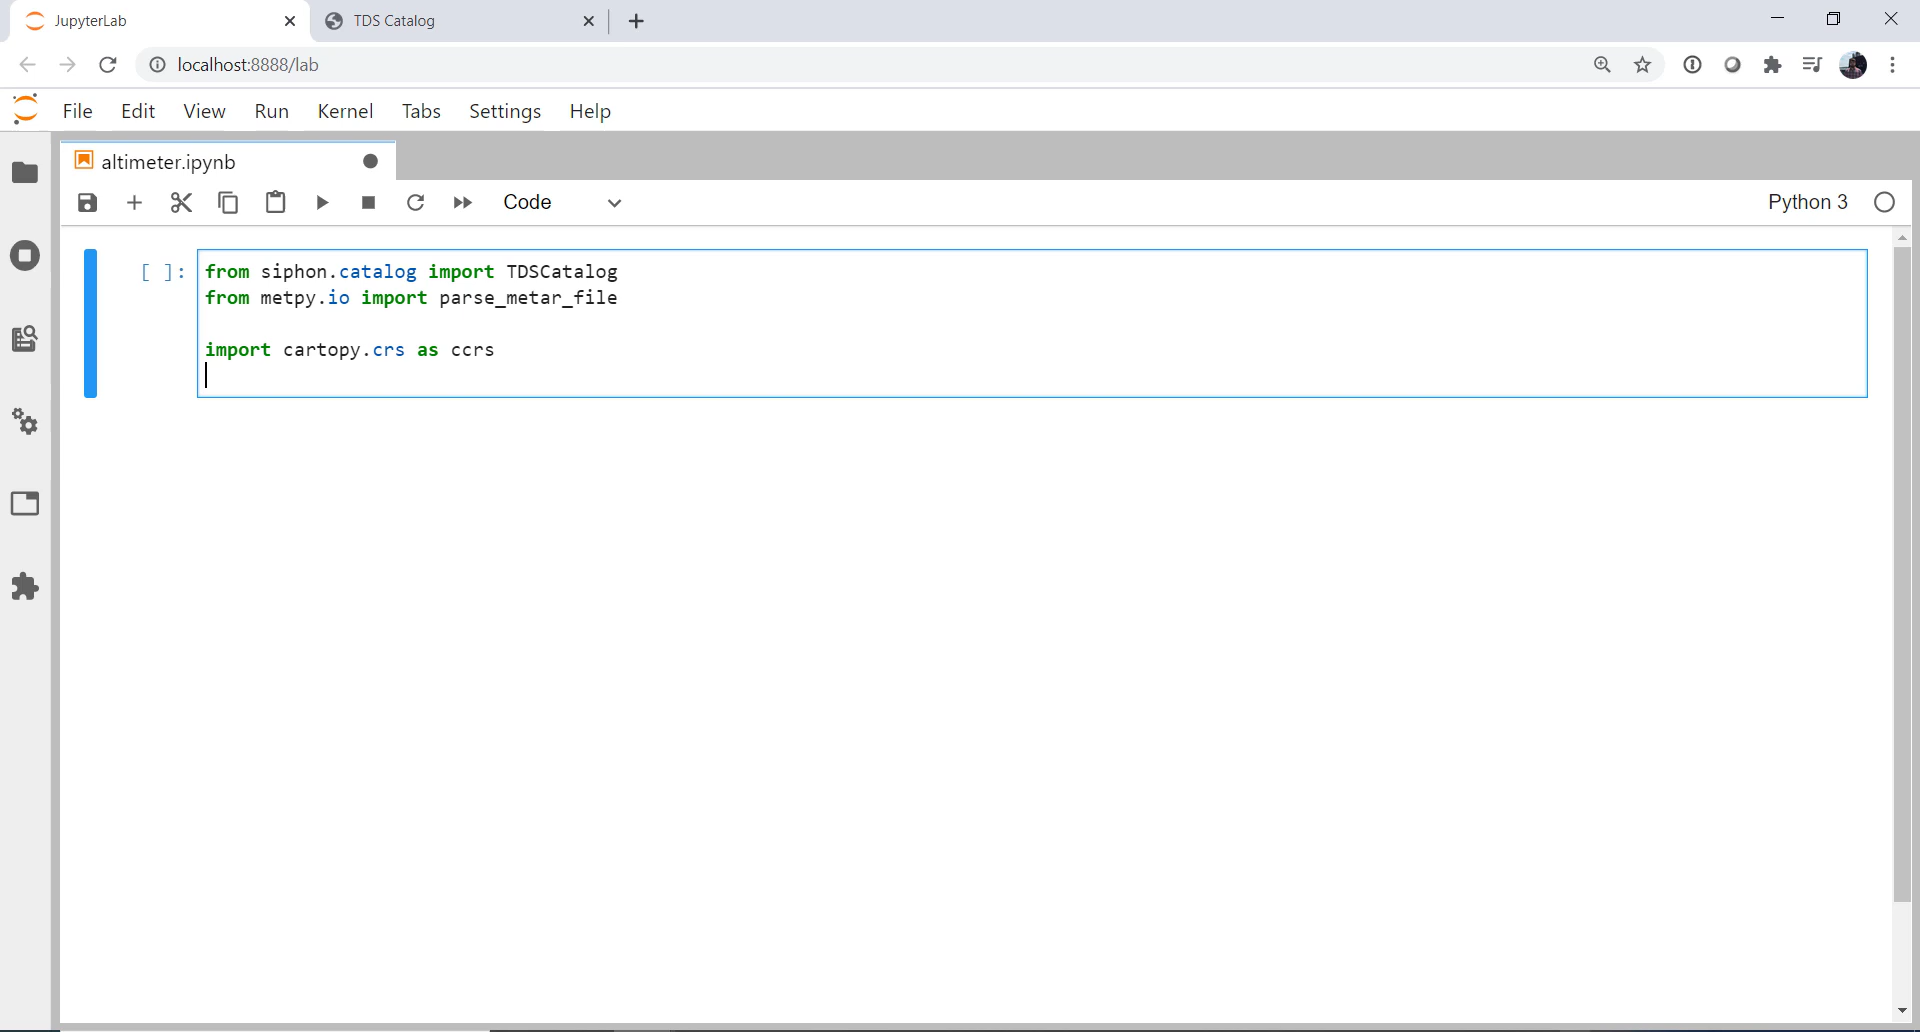 JupyterLab
TDS Catalog
localhost:8888/lab
File Edit View Run Kernel Tabs Settings Help
altimeter.ipynb
Code
Python 3
[ ]:
from siphon.catalog import TDSCatalog
from metpy.io import parse_metar_file
import cartopy.crs as ccrs